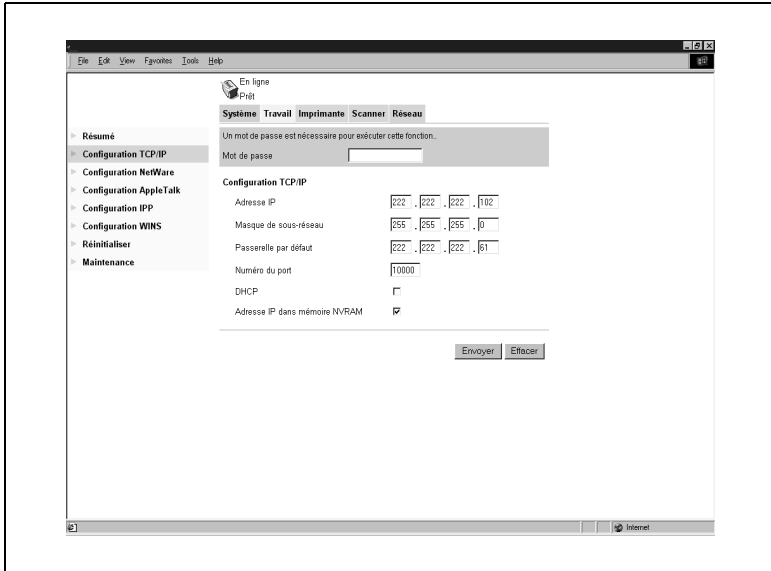 File Edit View Favorites Tools Help
En ligne
Prêt
Système Travail Imprimante Scanner Réseau
Résumé
Configuration TCP/IP
Configuration NetWare
Configuration AppleTalk
Configuration IPP
Configuration WINS
Réinitialiser
Maintenance
Un mot de passe est nécessaire pour exécuter cette fonction..
Mot de passe
Configuration TCP/IP
Adresse IP 222 . 222 . 222 . 102
Masque de sous-réseau 255 . 255 . 255 . 0
Passerelle par défaut 222 . 222 . 222 . 61
Numéro du port 10000
DHCP
Adresse IP dans mémoire NVRAM
Envoyer Effacer
Internet